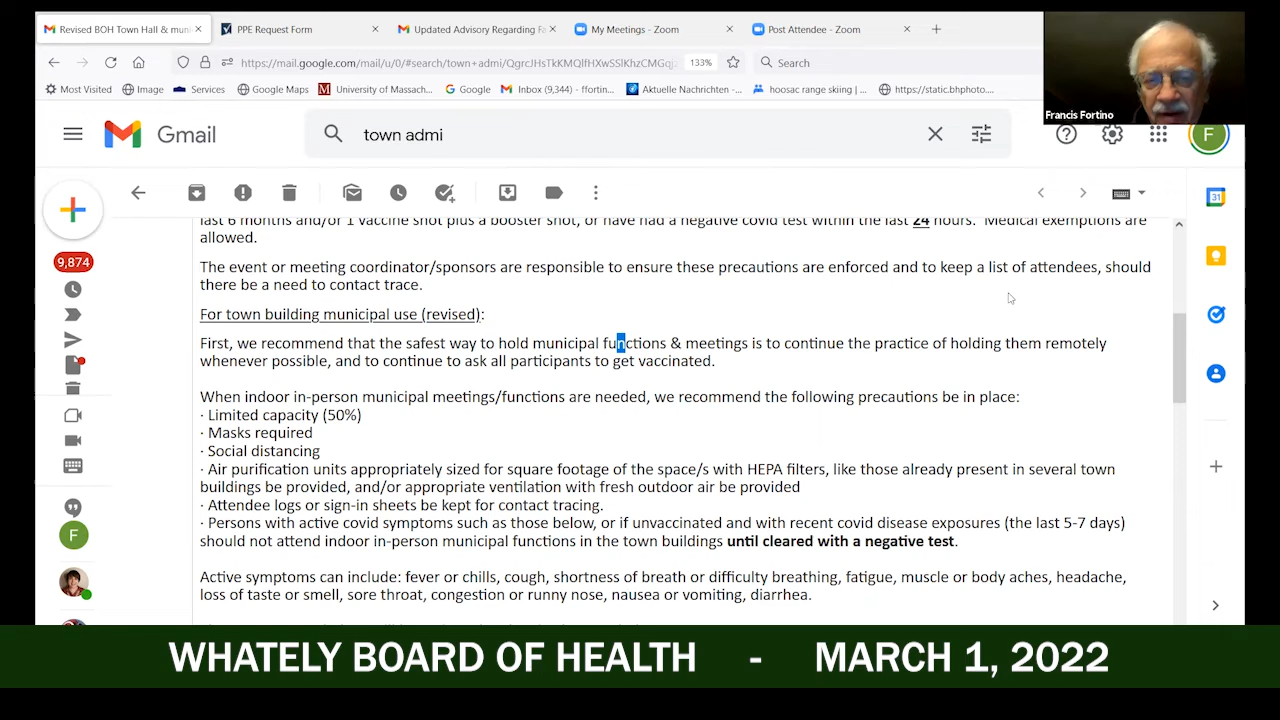 Revised BOH Town Hall & muni
PPE Request Form
Updated Advisory Regarding Fa
My Meetings - Zoom
Post Attendee - Zoom
https://mail.google.com/mail/u/0/#search/town+admi/
133%
Search
Most Visited
Image
Services
Google Maps
University of Massach...
Google
Inbox (9,344) - ffortin...
Aktuelle Nachrichten -...
hoosac range skiing | ...
https://static.bhphoto....
Francis Fortino
Gmail
town admi
F
9,874
31
last 6 months and/or 1 vaccine shot plus a booster shot, or have had a negative covid test within the last 24 hours. Medical exemptions are
allowed.
The event or meeting coordinator/sponsors are responsible to ensure these precautions are enforced and to keep a list of attendees, should
there be a need to contact trace.
For town building municipal use (revised):
First, we recommend that the safest way to hold municipal functions & meetings is to continue the practice of holding them remotely
whenever possible, and to continue to ask all participants to get vaccinated.
When indoor in-person municipal meetings/functions are needed, we recommend the following precautions be in place:
· Limited capacity (50%)
· Masks required
· Social distancing
· Air purification units appropriately sized for square footage of the space/s with HEPA filters, like those already present in several town
buildings be provided, and/or appropriate ventilation with fresh outdoor air be provided
· Attendee logs or sign-in sheets be kept for contact tracing.
· Persons with active covid symptoms such as those below, or if unvaccinated and with recent covid disease exposures (the last 5-7 days)
should not attend indoor in-person municipal functions in the town buildings until cleared with a negative test.
F
Active symptoms can include: fever or chills, cough, shortness of breath or difficulty breathing, fatigue, muscle or body aches, headache,
loss of taste or smell, sore throat, congestion or runny nose, nausea or vomiting, diarrhea.
WHATELY BOARD OF HEALTH - MARCH 1, 2022